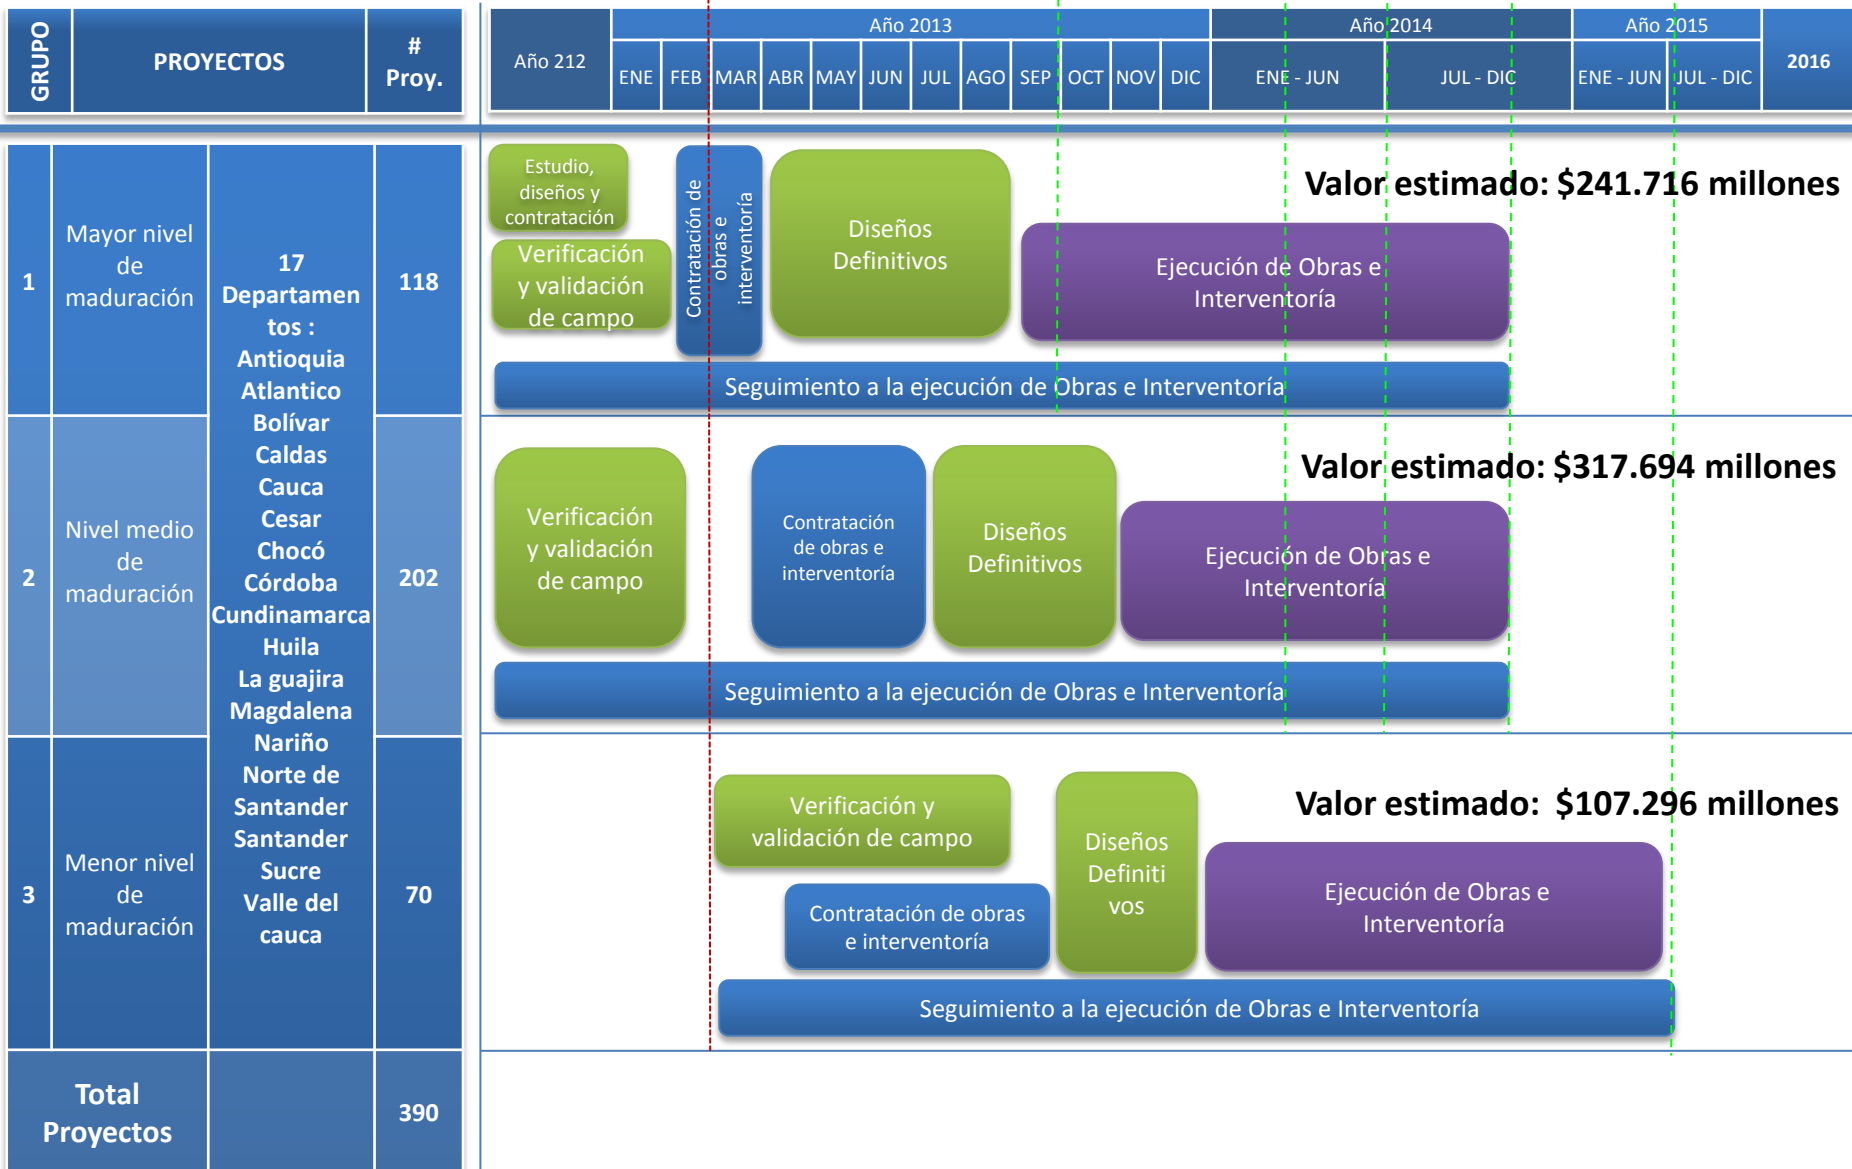 GRUPO
PROYECTOS
#
Proy.
Año 212
Año 2013
ENE FEB MAR ABR MAY JUN JUL AGO SEP OCT NOV DIC
Año 2014
ENE - JUN JUL - DIC
Año 2015
ENE - JUN JUL - DIC
2016
1
Mayor nivel
de
maduración
17
Departamen
tos :
Antioquia
Atlantico
Bolívar
Caldas
Cauca
Cesar
Chocó
Córdoba
Cundinamarca
Huila
La guajira
Magdalena
Nariño
Norte de
Santander
Santander
Sucre
Valle del
cauca
118
Estudio,
diseños y
contratación
Verificación
y validación
de campo
Contratación de
obras e
interventoría
Diseños
Definitivos
Valor estimado: $241.716 millones
Ejecución de Obras e
Interventoría
Seguimiento a la ejecución de Obras e Interventoría
2
Nivel medio
de
maduración
202
Verificación
y validación
de campo
Contratación
de obras e
interventoría
Diseños
Definitivos
Valor estimado: $317.694 millones
Ejecución de Obras e
Interventoría
Seguimiento a la ejecución de Obras e Interventoría
3
Menor nivel
de
maduración
70
Verificación y
validación de campo
Contratación de obras
e interventoría
Diseños
Definiti
vos
Valor estimado: $107.296 millones
Ejecución de Obras e
Interventoría
Seguimiento a la ejecución de Obras e Interventoría
Total
Proyectos
390